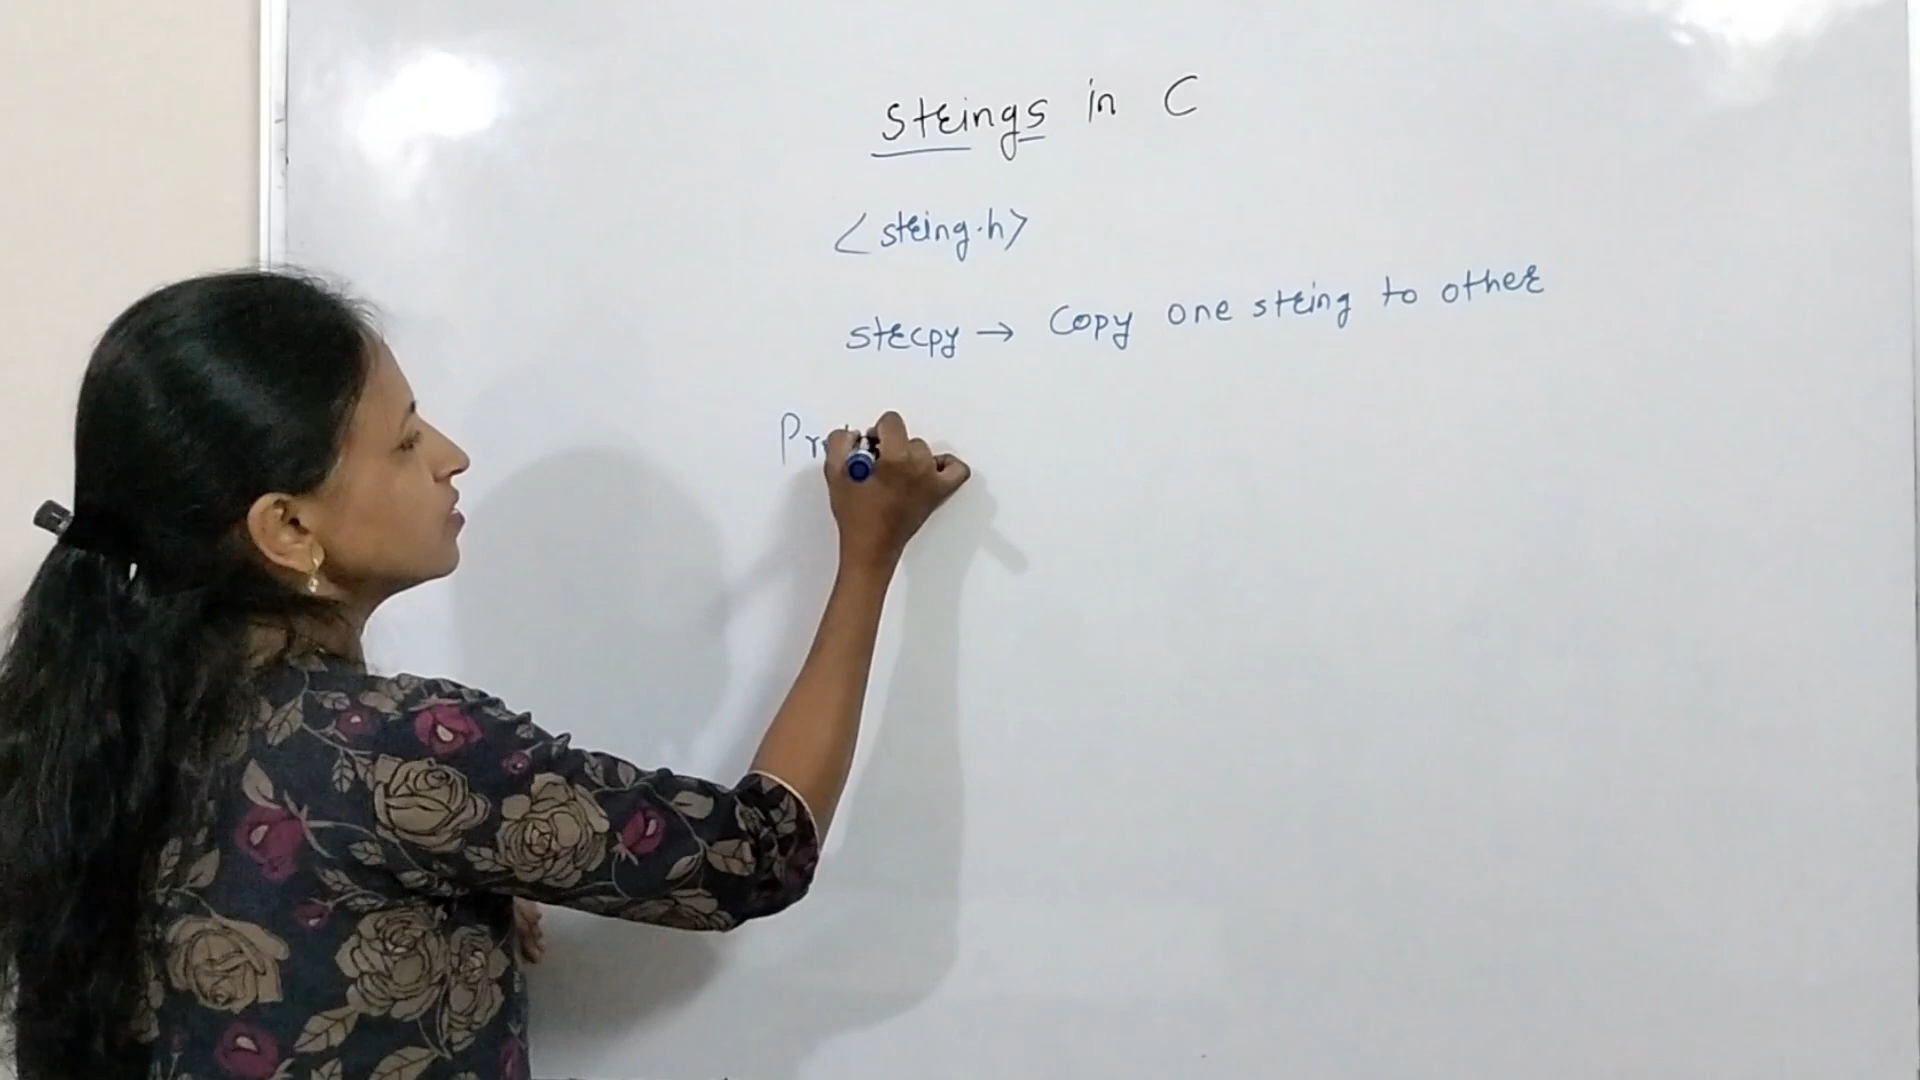 Strings in C
<string.h>
strcpy → Copy one string to other